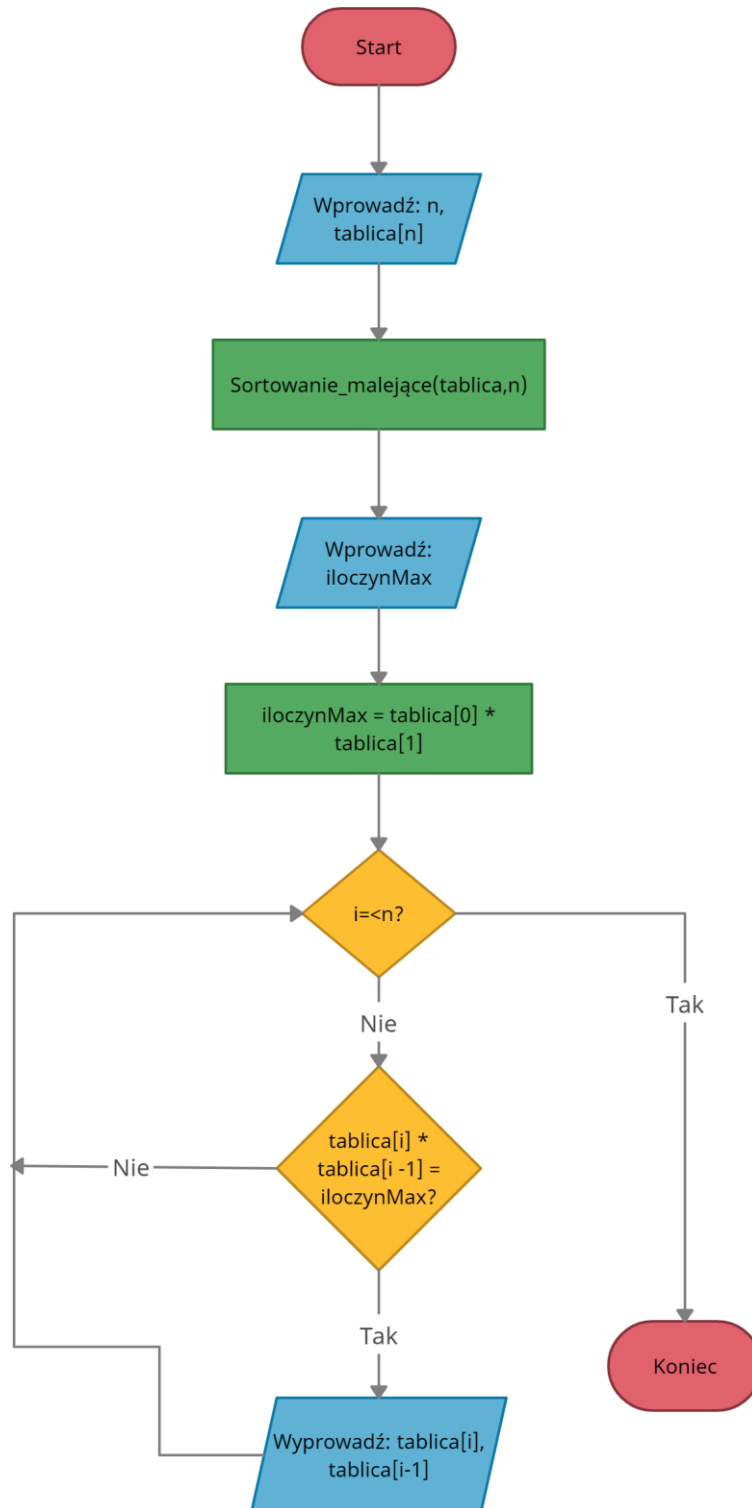 Start
Wprowadź: n,
tablica[n]
Sortowanie_malejące(tablica,n)
Wprowadź:
iloczynMax
iloczynMax = tablica[0] *
tablica[1]
i=<n?
Tak
Nie
tablica[i] *
tablica[i -1] =
iloczynMax?
Nie
Tak
Koniec
Wyprowadź: tablica[i],
tablica[i-1]